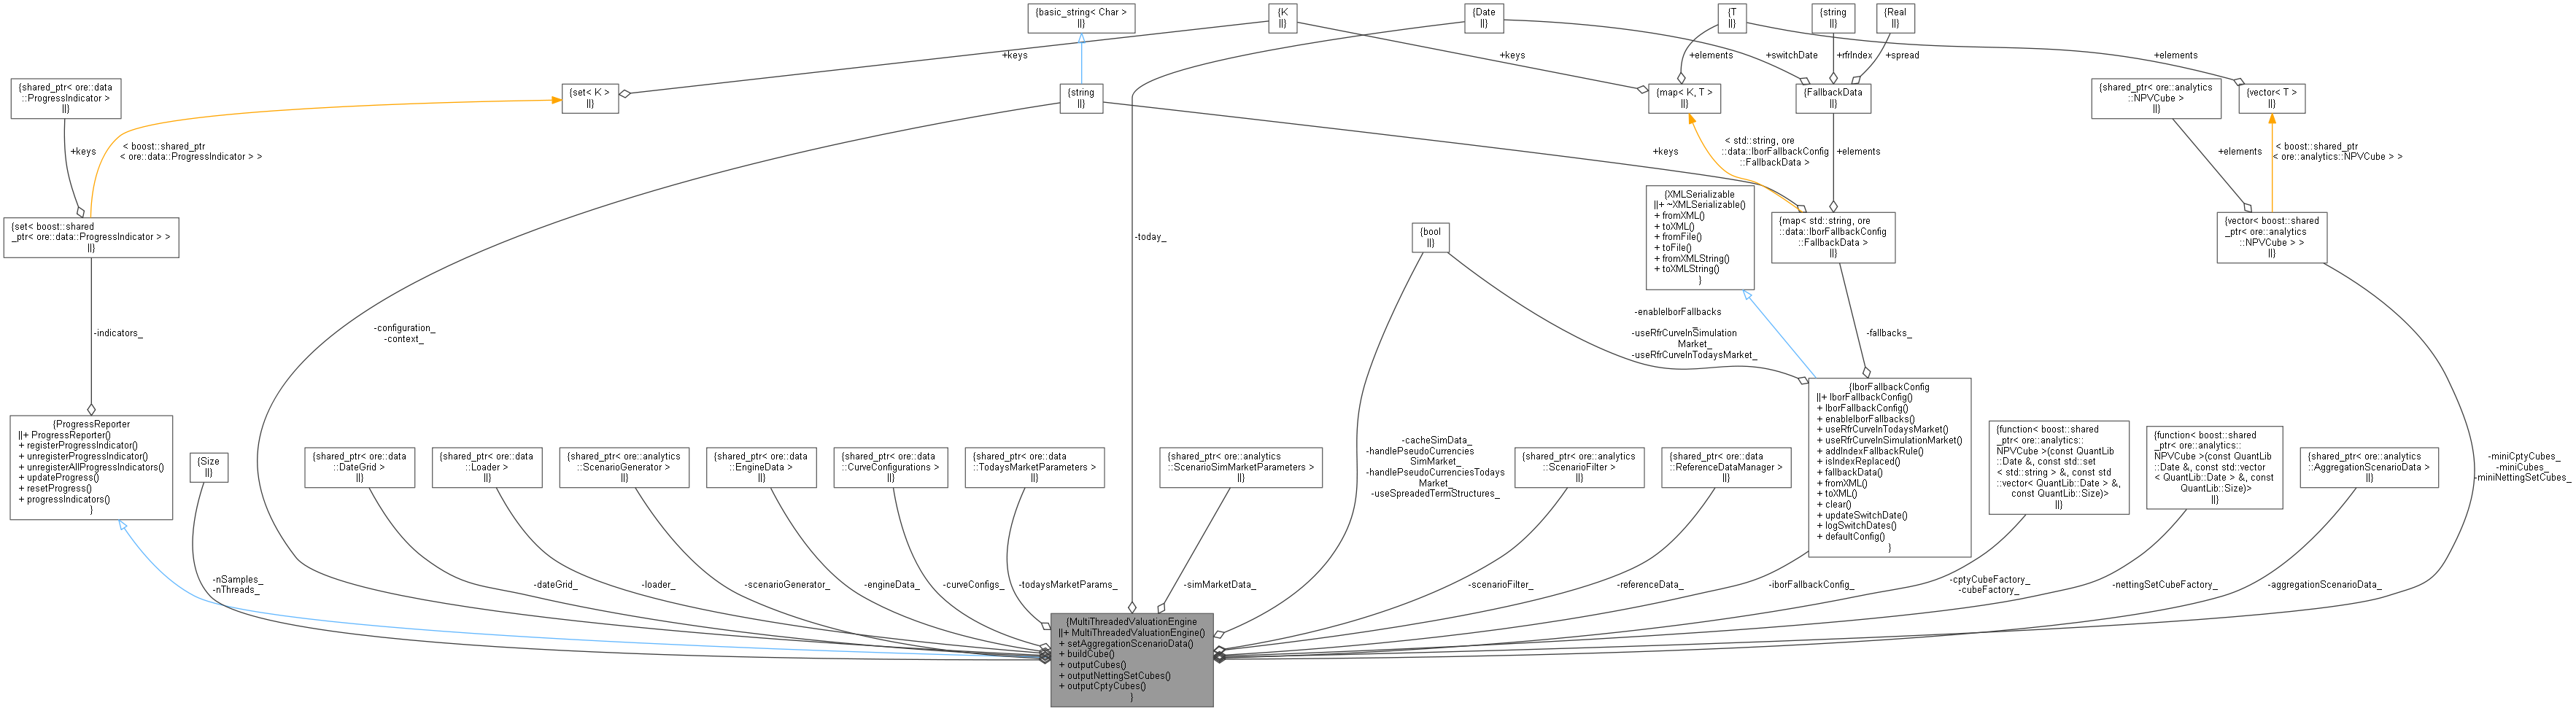 {basic_string< Char >
||}
{K
||}
{Date
||}
{T
||}
{string
||}
{Real
||}
+keys
+keys
+elements
+switchDate
+rfrIndex
+spread
+elements
{shared_ptr< ore::data
::ProgressIndicator >
||}
{set< K >
||}
{string
||}
{map< K, T >
||}
{FallbackData
||}
{shared_ptr< ore::analytics
::NPVCube >
||}
{vector< T >
||}
+keys
< boost::shared_ptr
< ore::data::ProgressIndicator > >
+keys
< std::string, ore
::data::IborFallbackConfig
::FallbackData >
+elements
+elements
< boost::shared_ptr
< ore::analytics::NPVCube > >
{set< boost::shared
_ptr< ore::data::ProgressIndicator > >
||}
-today_
{bool
||}
{XMLSerializable
||+ ~XMLSerializable()
+ fromXML()
+ toXML()
+ fromFile()
+ toFile()
+ fromXMLString()
+ toXMLString()
}
{map< std::string, ore
::data::IborFallbackConfig
::FallbackData >
||}
{vector< boost::shared
_ptr< ore::analytics
::NPVCube > >
||}
-indicators_
-configuration_
-context_
-enableIborFallbacks
_
-useRfrCurveInSimulation
Market_
-useRfrCurveInTodaysMarket_
-fallbacks_
{ProgressReporter
||+ ProgressReporter()
+ registerProgressIndicator()
+ unregisterProgressIndicator()
+ unregisterAllProgressIndicators()
+ updateProgress()
+ resetProgress()
+ progressIndicators()
}
{Size
||}
{shared_ptr< ore::data
::DateGrid >
||}
{shared_ptr< ore::data
::Loader >
||}
{shared_ptr< ore::analytics
::ScenarioGenerator >
||}
{shared_ptr< ore::data
::EngineData >
||}
{shared_ptr< ore::data
::CurveConfigurations >
||}
{shared_ptr< ore::data
::TodaysMarketParameters >
||}
{shared_ptr< ore::analytics
::ScenarioSimMarketParameters >
||}
-cacheSimData_
-handlePseudoCurrencies
SimMarket_
-handlePseudoCurrenciesTodays
Market_
-useSpreadedTermStructures_
{shared_ptr< ore::analytics
::ScenarioFilter >
||}
{shared_ptr< ore::data
::ReferenceDataManager >
||}
{IborFallbackConfig
||+ IborFallbackConfig()
+ IborFallbackConfig()
+ enableIborFallbacks()
+ useRfrCurveInTodaysMarket()
+ useRfrCurveInSimulationMarket()
+ addIndexFallbackRule()
+ isIndexReplaced()
+ fallbackData()
+ fromXML()
+ toXML()
+ clear()
+ updateSwitchDate()
+ logSwitchDates()
+ defaultConfig()
}
{function< boost::shared
_ptr< ore::analytics::
NPVCube >(const QuantLib
::Date &, const std::set
< std::string > &, const std
::vector< QuantLib::Date > &,
const QuantLib::Size)>
||}
{function< boost::shared
_ptr< ore::analytics::
NPVCube >(const QuantLib
::Date &, const std::vector
< QuantLib::Date > &, const
QuantLib::Size)>
||}
{shared_ptr< ore::analytics
::AggregationScenarioData >
||}
-miniCptyCubes_
-miniCubes_
-miniNettingSetCubes_
-nSamples_
-nThreads_
-dateGrid_
-loader_
-scenarioGenerator_
-engineData_
-curveConfigs_
-todaysMarketParams_
-simMarketData_
-scenarioFilter_
-referenceData_
-iborFallbackConfig_
-cptyCubeFactory_
-cubeFactory_
-nettingSetCubeFactory_
-aggregationScenarioData_
{MultiThreadedValuationEngine
||+ MultiThreadedValuationEngine()
+ setAggregationScenarioData()
+ buildCube()
+ outputCubes()
+ outputNettingSetCubes()
+ outputCptyCubes()
}